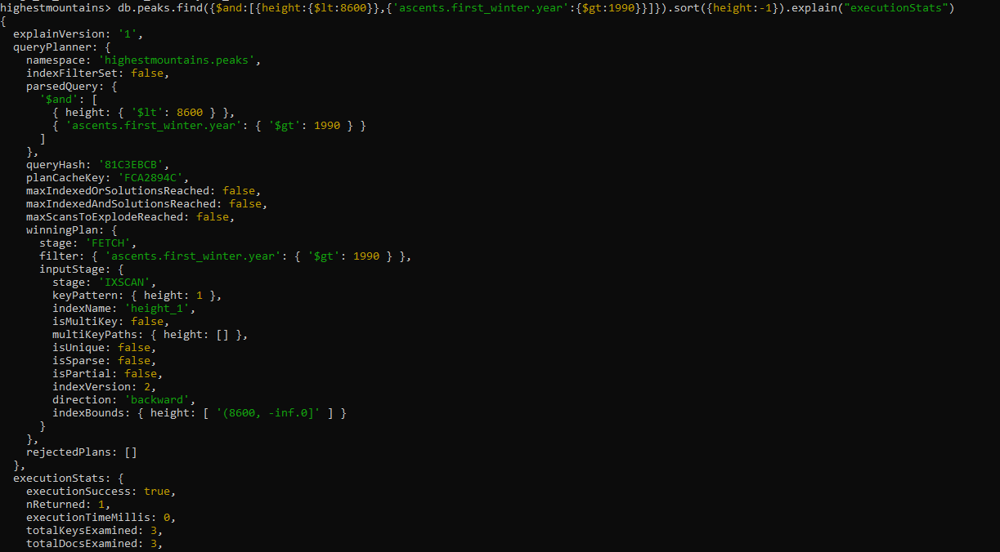 highestmountains> db.peaks.find({$and:[{height:{$lt:8600}},{'ascents.first_winter.year':{$gt:1990}}]}).sort({height:-1}).explain("executionStats")
{
  explainVersion: '1',
  queryPlanner: {
    namespace: 'highestmountains.peaks',
    indexFilterSet: false,
    parsedQuery: {
      '$and': [
        { height: { '$lt': 8600 } },
        { 'ascents.first_winter.year': { '$gt': 1990 } }
      ]
    },
    queryHash: '81C3EBCB',
    planCacheKey: 'FCA2894C',
    maxIndexedOrSolutionsReached: false,
    maxIndexedAndSolutionsReached: false,
    maxScansToExplodeReached: false,
    winningPlan: {
      stage: 'FETCH',
      filter: { 'ascents.first_winter.year': { '$gt': 1990 } },
      inputStage: {
        stage: 'IXSCAN',
        keyPattern: { height: 1 },
        indexName: 'height_1',
        isMultiKey: false,
        multiKeyPaths: { height: [] },
        isUnique: false,
        isSparse: false,
        isPartial: false,
        indexVersion: 2,
        direction: 'backward',
        indexBounds: { height: [ '(8600, -inf.0]' ] }
      }
    },
    rejectedPlans: []
  },
  executionStats: {
    executionSuccess: true,
    nReturned: 1,
    executionTimeMillis: 0,
    totalKeysExamined: 3,
    totalDocsExamined: 3,